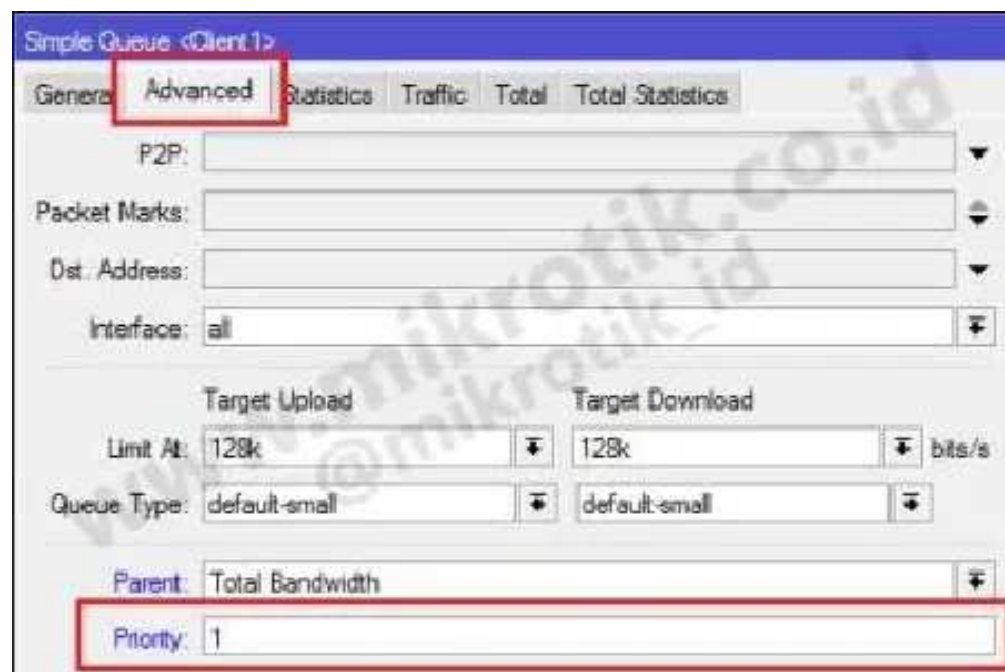 Simple Queue <Client 1>
General Advanced Statistics Traffic Total Total Statistics
P2P:
Packet Marks:
Dst. Address:
Interface: all
Target Upload Target Download
Limit At: 128k 128k bits/s
Queue Type: default-small default-small
Parent: Total Bandwidth
Priority: 1
www.mikrotik.co.id
@mikrotik_id